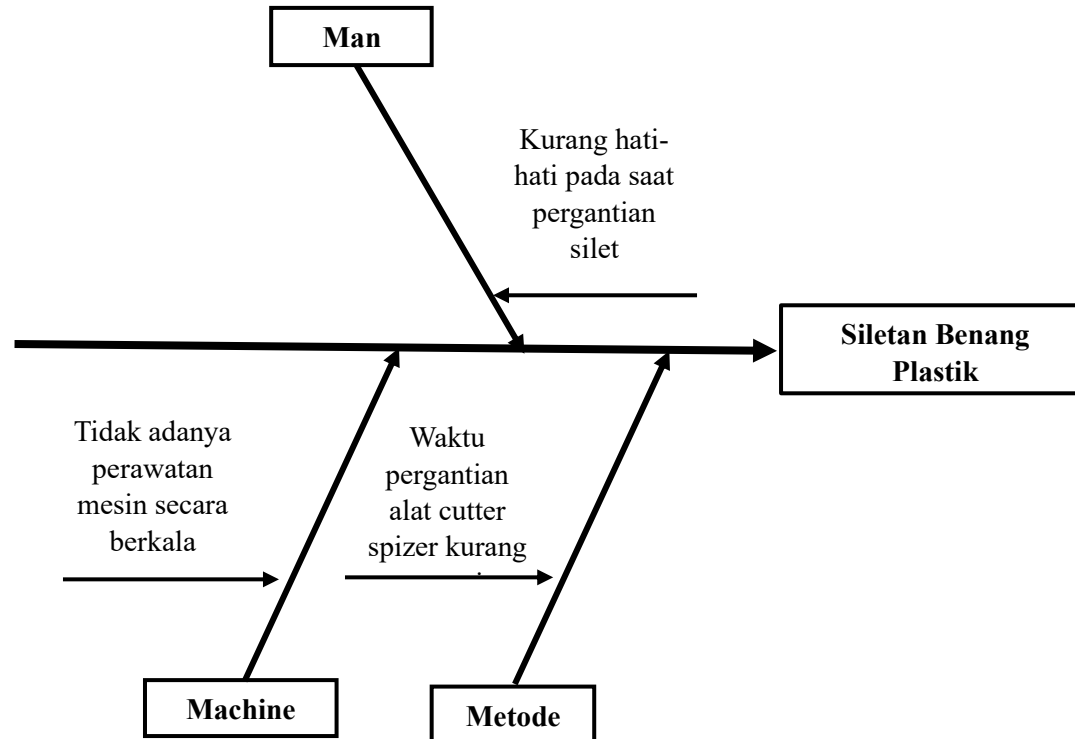 Man
Kurang hati-
hati pada saat
pergantian
silet
Siletan Benang
Plastik
Tidak adanya
perawatan
mesin secara
berkala
Waktu
pergantian
alat cutter
spizer kurang
Machine
Metode